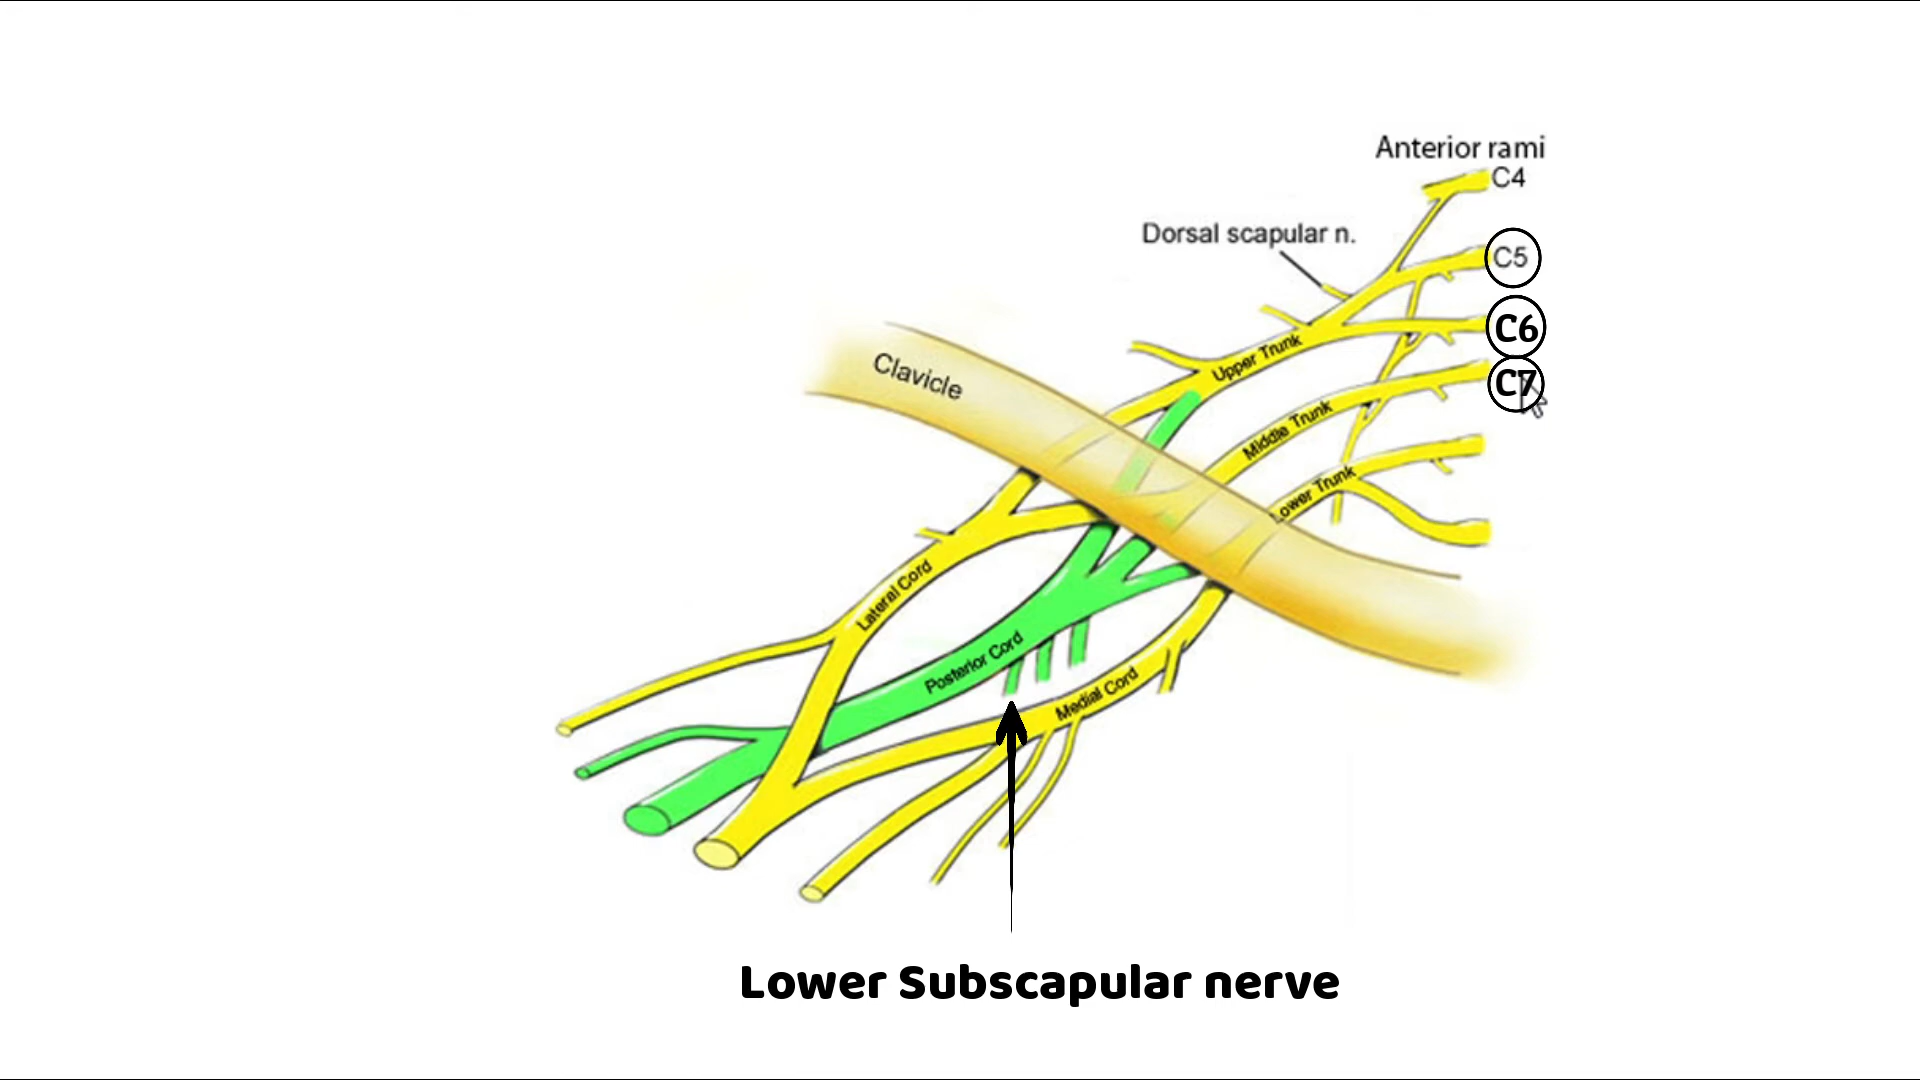 Anterior rami
C4
Dorsal scapular n.
C5
C6
C7
Clavicle
Upper Trunk
Middle Trunk
Lower Trunk
Lateral Cord
Posterior Cord
Medial Cord
Lower Subscapular nerve